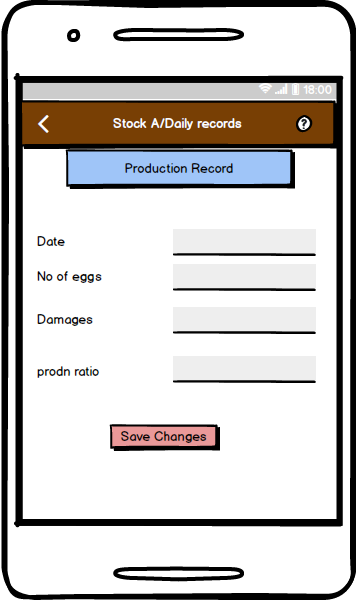 18:00
Stock A/Daily records
?
Production Record
Date
No of eggs
Damages
prodn ratio
Save Changes